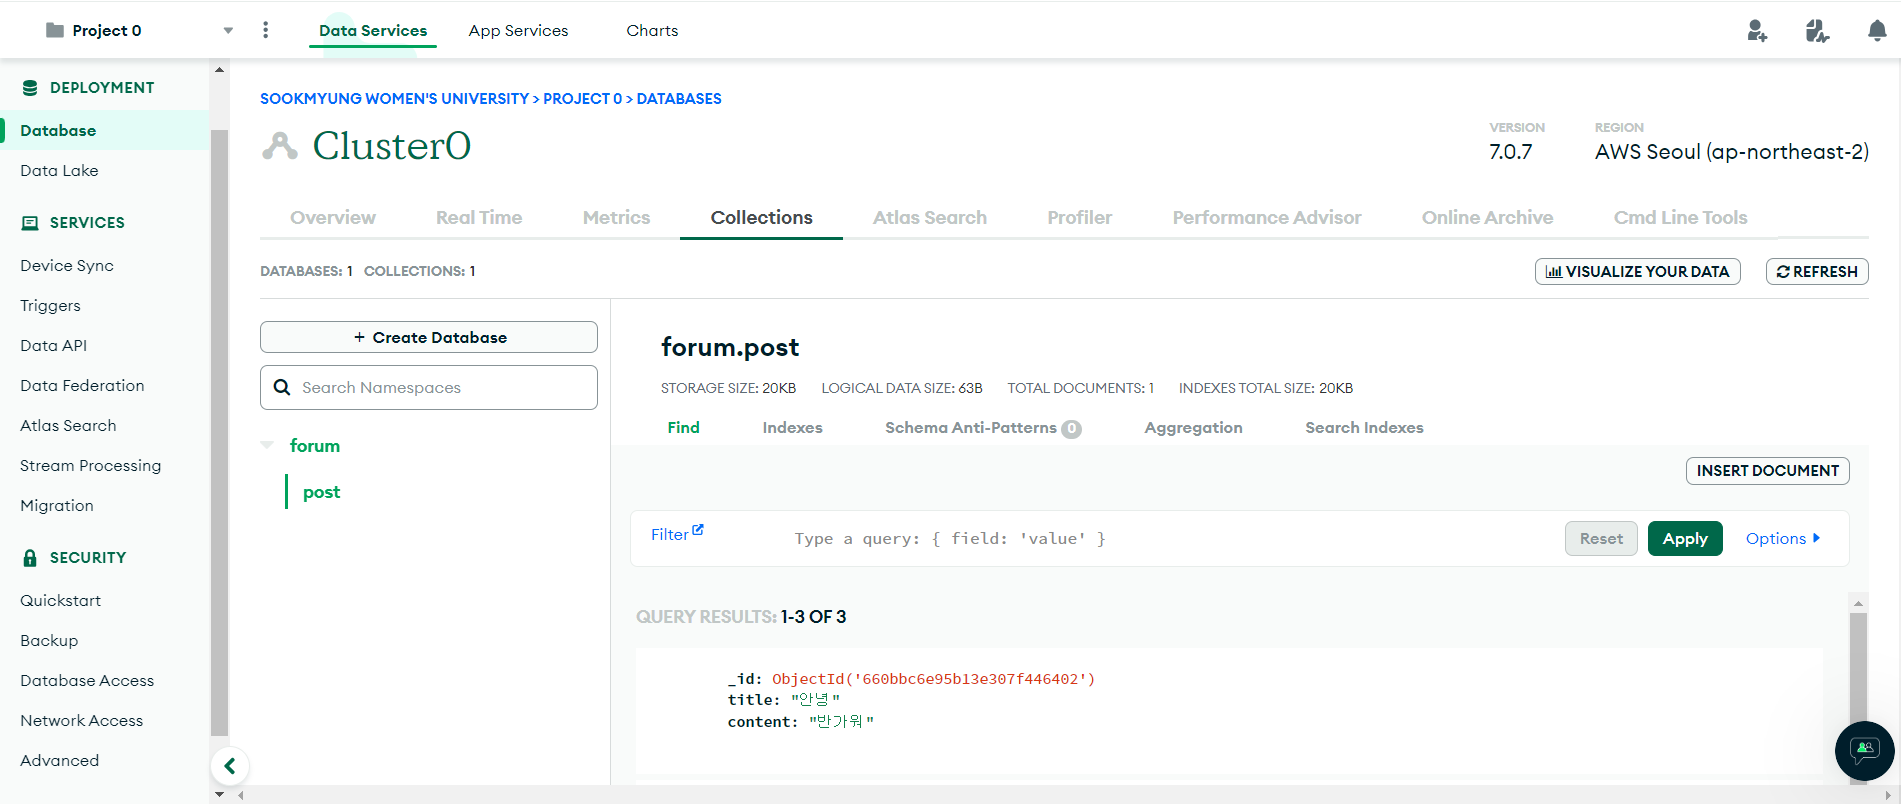 Project 0
Data Services
App Services
Charts
DEPLOYMENT
Database
Data Lake
SERVICES
Device Sync
Triggers
Data API
Data Federation
Atlas Search
Stream Processing
Migration
SECURITY
Quickstart
Backup
Database Access
Network Access
Advanced
SOOKMYUNG WOMEN'S UNIVERSITY > PROJECT 0 > DATABASES
Cluster0
VERSION
7.0.7
REGION
AWS Seoul (ap-northeast-2)
Overview Real Time Metrics Collections Atlas Search Profiler Performance Advisor Online Archive Cmd Line Tools
DATABASES: 1 COLLECTIONS: 1
VISUALIZE YOUR DATA
REFRESH
+ Create Database
Search Namespaces
forum
post
forum.post
STORAGE SIZE: 20KB LOGICAL DATA SIZE: 63B TOTAL DOCUMENTS: 1 INDEXES TOTAL SIZE: 20KB
Find Indexes Schema Anti-Patterns 0 Aggregation Search Indexes
INSERT DOCUMENT
Filter
Type a query: { field: 'value' }
Reset
Apply
Options
QUERY RESULTS: 1-3 OF 3
_id: ObjectId('660bbc6e95b13e307f446402')
title: "안녕"
content: "반가워"